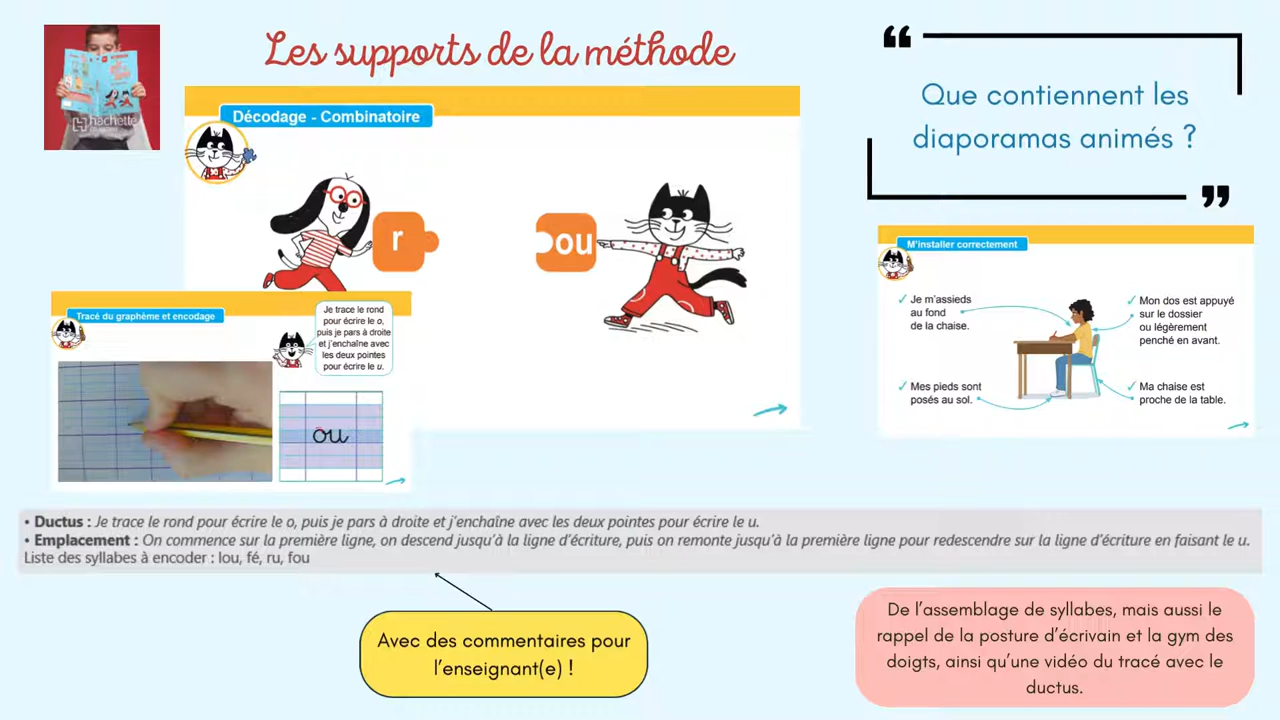 Les supports de la méthode
hachette
Que contiennent les
diaporamas animés ?
Décodage - Combinatoire
r
ou
Tracé du graphème et encodage
Je trace le rond
pour écrire le o,
puis je pars à droite
et j'enchaîne avec
les deux pointes
pour écrire le u.
ou
M'installer correctement
Je m'assieds
au fond
de la chaise.
Mon dos est appuyé
sur le dossier
ou légèrement
penché en avant.
Mes pieds sont
posés au sol.
Ma chaise est
proche de la table.
• Ductus : Je trace le rond pour écrire le o, puis je pars à droite et j'enchaîne avec les deux pointes pour écrire le u.
• Emplacement : On commence sur la première ligne, on descend jusqu'à la ligne d'écriture, puis on remonte jusqu'à la première ligne pour redescendre sur la ligne d'écriture en faisant le u.
Liste des syllabes à encoder : lou, fé, ru, fou
Avec des commentaires pour
l'enseignant(e) !
De l'assemblage de syllabes, mais aussi le
rappel de la posture d'écrivain et la gym des
doigts, ainsi qu'une vidéo du tracé avec le
ductus.